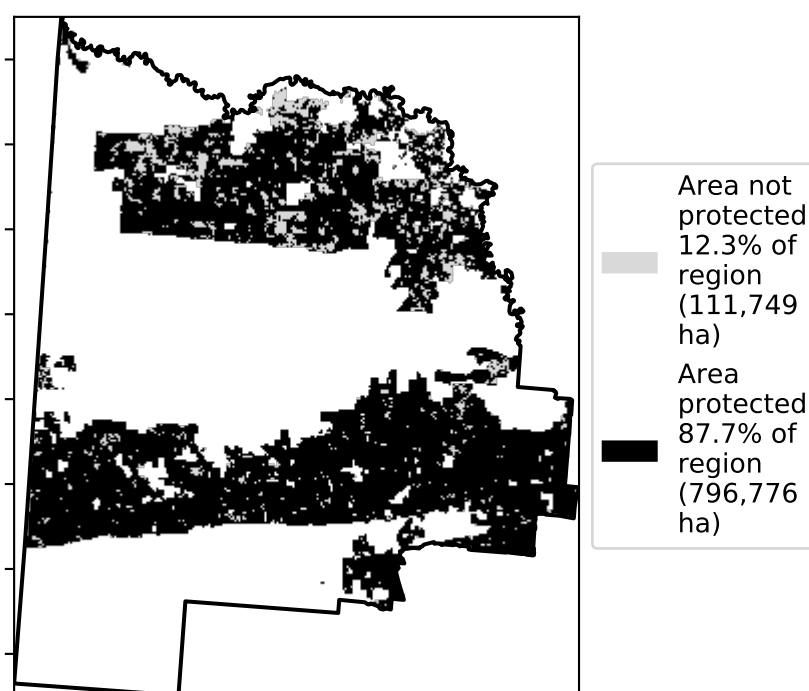 Area not
protected
12.3% of
region
(111,749
ha)
Area
protected
87.7% of
region
(796,776
ha)